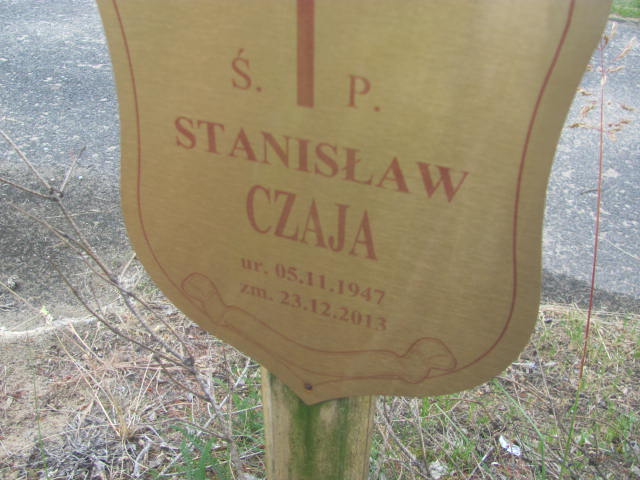 Ś. P.
STANISŁAW
CZAJA
ur. 05.11.1947
zm. 23.12.2013